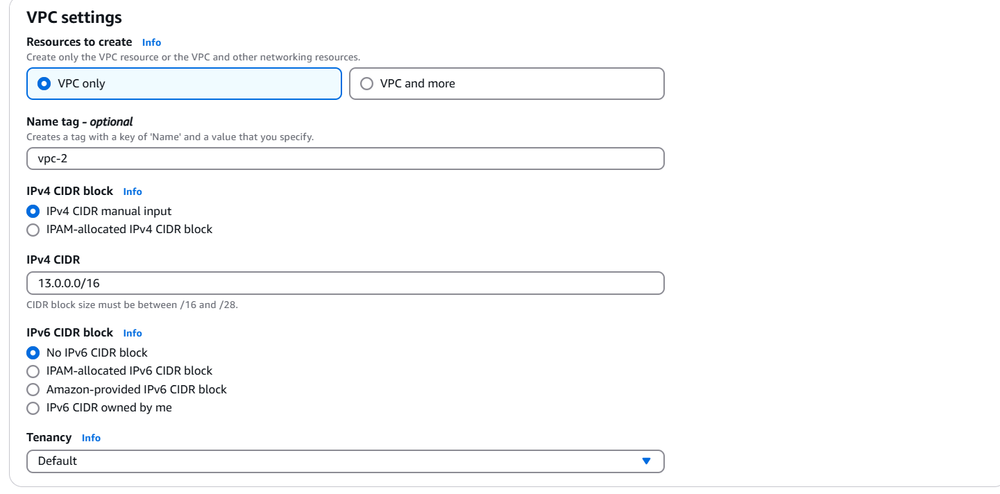 VPC settings
Resources to create Info
Create only the VPC resource or the VPC and other networking resources.
VPC only VPC and more
Name tag - optional
Creates a tag with a key of 'Name' and a value that you specify.
vpc-2
IPv4 CIDR block Info
IPv4 CIDR manual input
IPAM-allocated IPv4 CIDR block
IPv4 CIDR
13.0.0.0/16
CIDR block size must be between /16 and /28.
IPv6 CIDR block Info
No IPv6 CIDR block
IPAM-allocated IPv6 CIDR block
Amazon-provided IPv6 CIDR block
IPv6 CIDR owned by me
Tenancy Info
Default